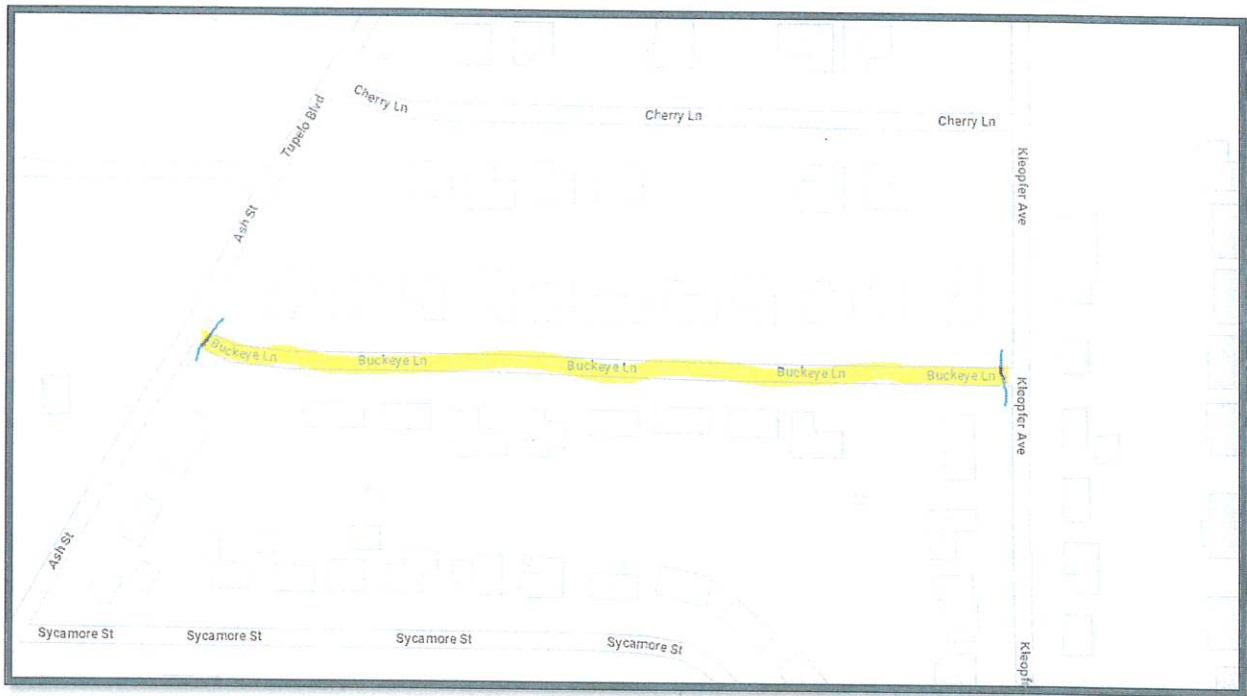 Cherry Ln
Cherry Ln
Cherry Ln
Tupelo Blvd
Kleopfer Ave
Ash St
Buckeye Ln
Buckeye Ln
Buckeye Ln
Buckeye Ln
Buckeye Ln
Kleopfer Ave
Ash St
Sycamore St
Sycamore St
Sycamore St
Sycamore St
Kleopf